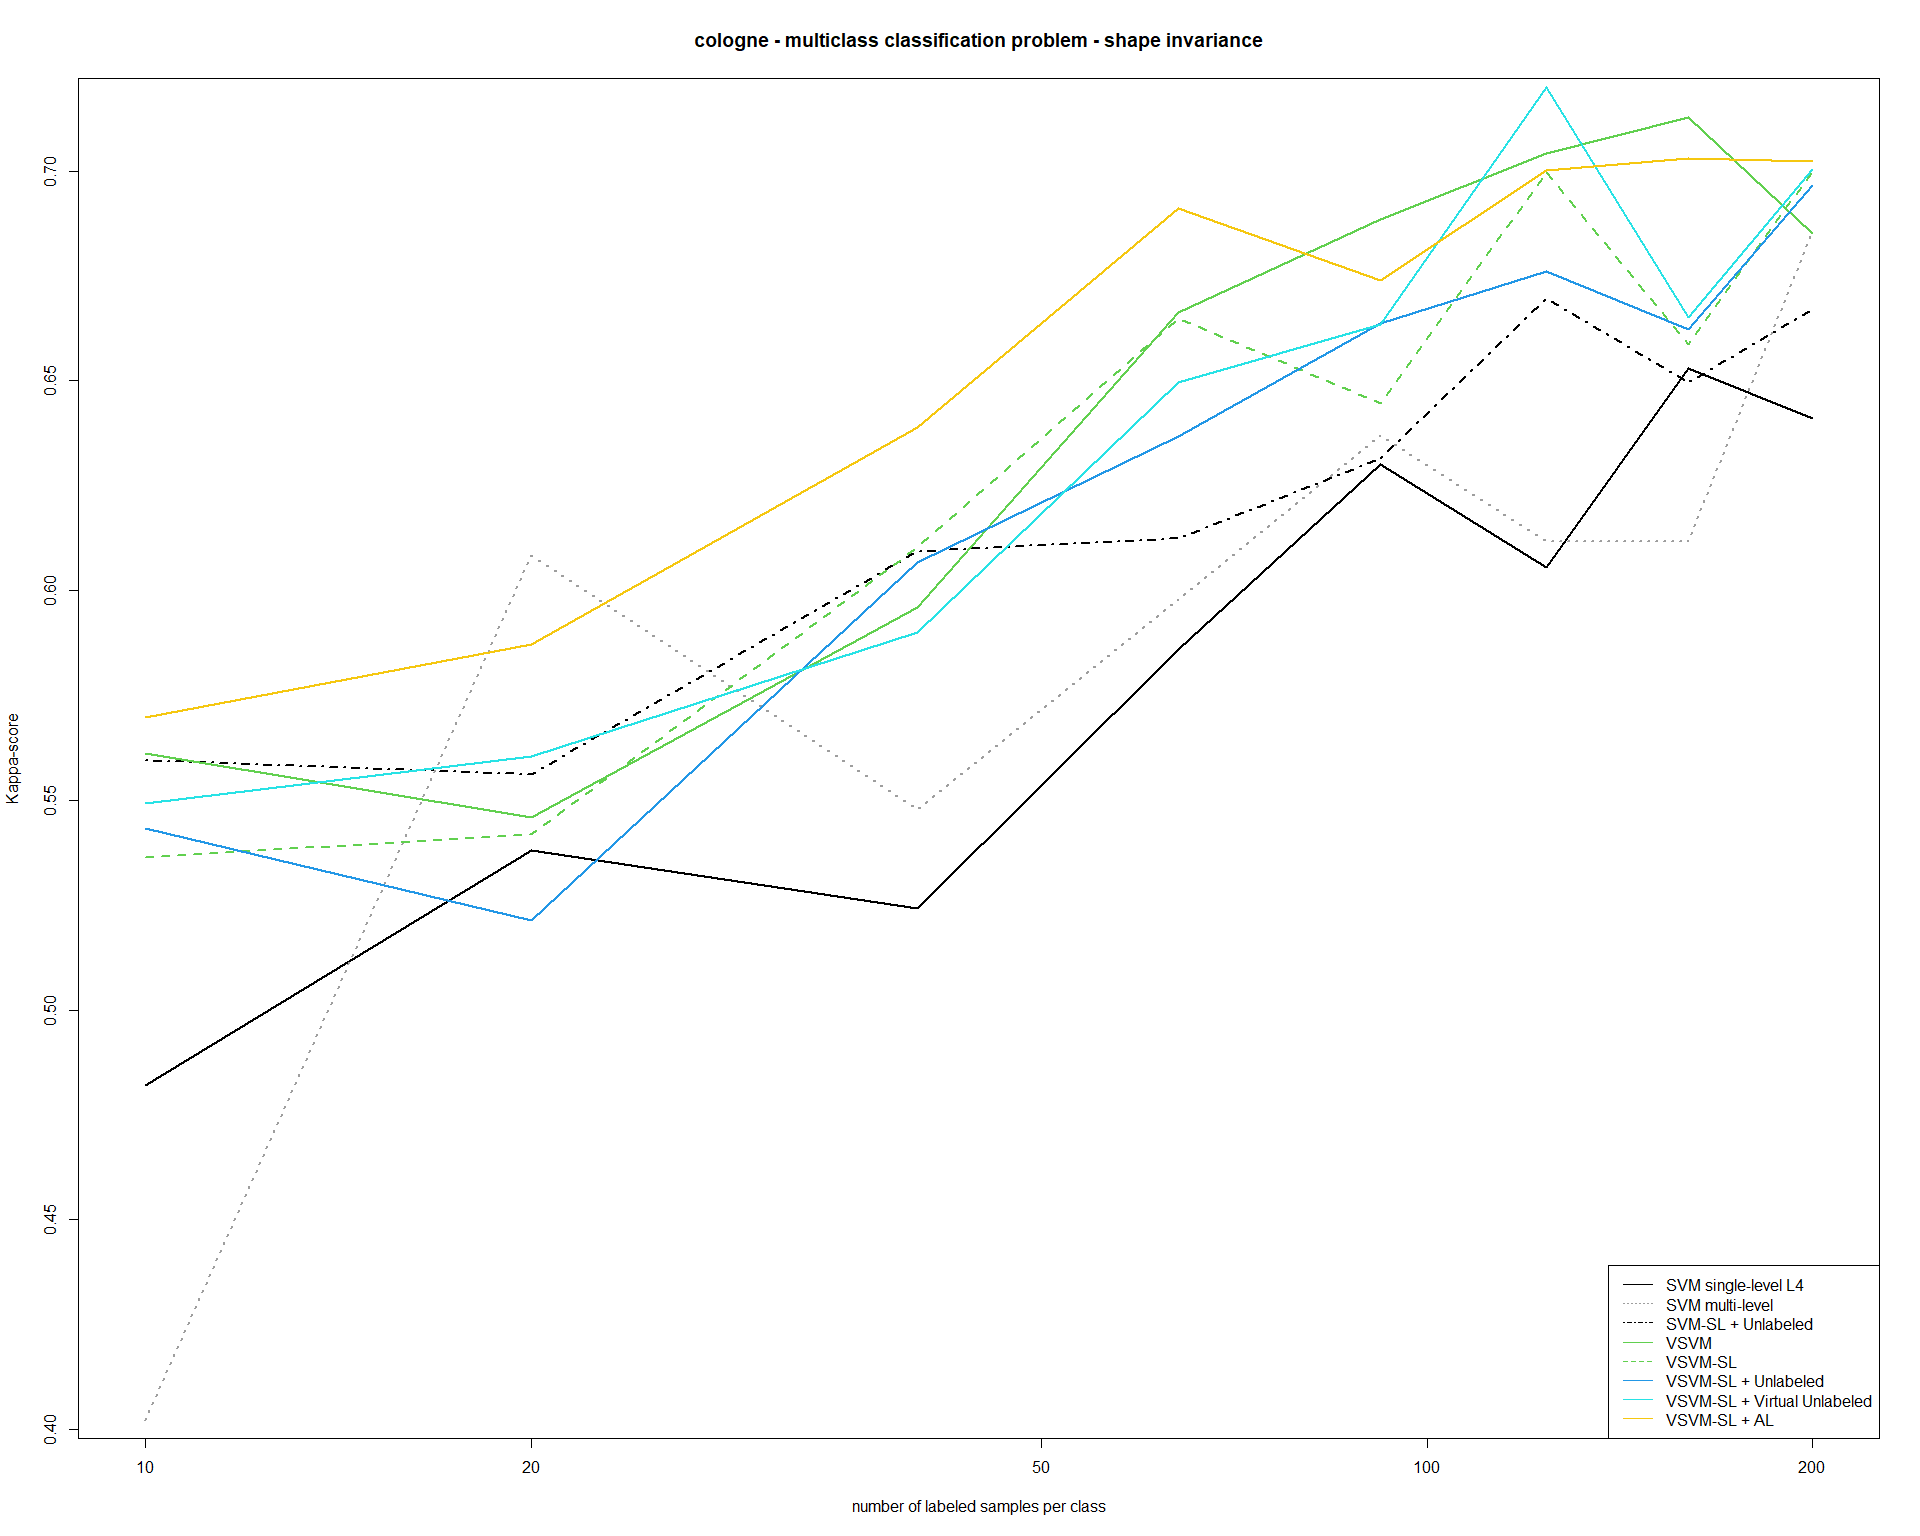 cologne - multiclass classification problem - shape invariance
Kappa-score
0.70
0.65
0.60
0.55
0.50
0.45
0.40
10 20 50 100 200
number of labeled samples per class
SVM single-level L4
SVM multi-level
SVM-SL + Unlabeled
VSVM
VSVM-SL
VSVM-SL + Unlabeled
VSVM-SL + Virtual Unlabeled
VSVM-SL + AL